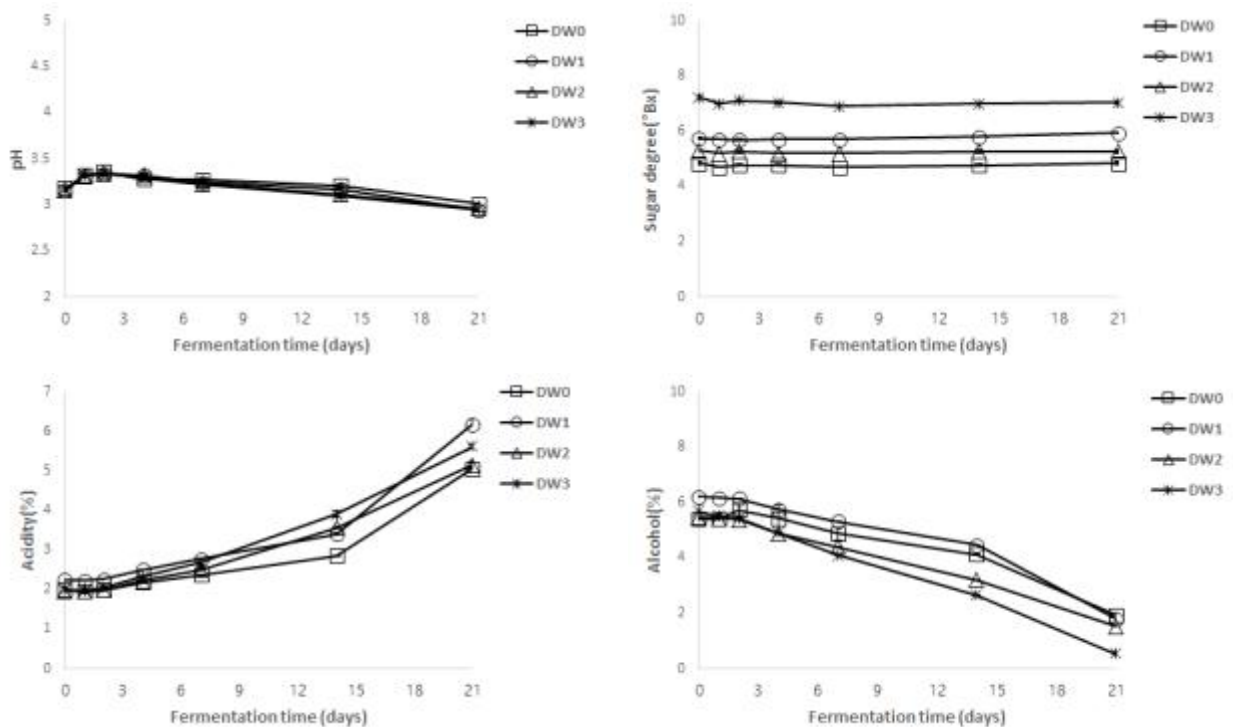 5
4.5
4
3.5
3
2.5
2
pH
0 3 6 9 12 15 18 21
Fermentation time (days)
DW0
DW1
DW2
DW3
10
8
6
4
2
0
Sugar degree(°Bx)
0 3 6 9 12 15 18 21
Fermentation time (days)
DW0
DW1
DW2
DW3
7
6
5
4
3
2
1
0
Acidity(%)
0 3 6 9 12 15 18 21
Fermentation time (days)
DW0
DW1
DW2
DW3
10
8
6
4
2
0
Alcohol(%)
0 3 6 9 12 15 18 21
Fermentation time (days)
DW0
DW1
DW2
DW3